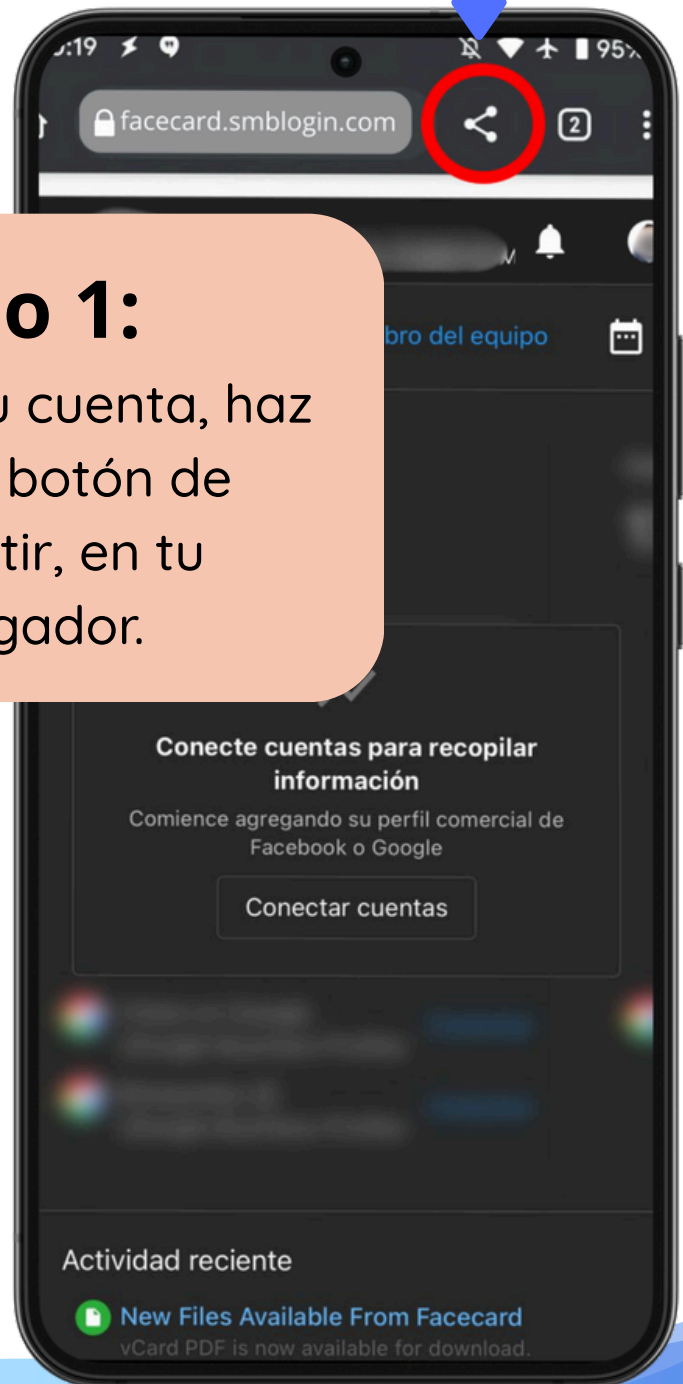 :19
95%
facecard.smblogin.com
2
o 1:
bro del equipo
u cuenta, haz
botón de
tir, en tu
gador.
Conecte cuentas para recopilar
información
Comience agregando su perfil comercial de
Facebook o Google
Conectar cuentas
Actividad reciente
New Files Available From Facecard
vCard PDF is now available for download.